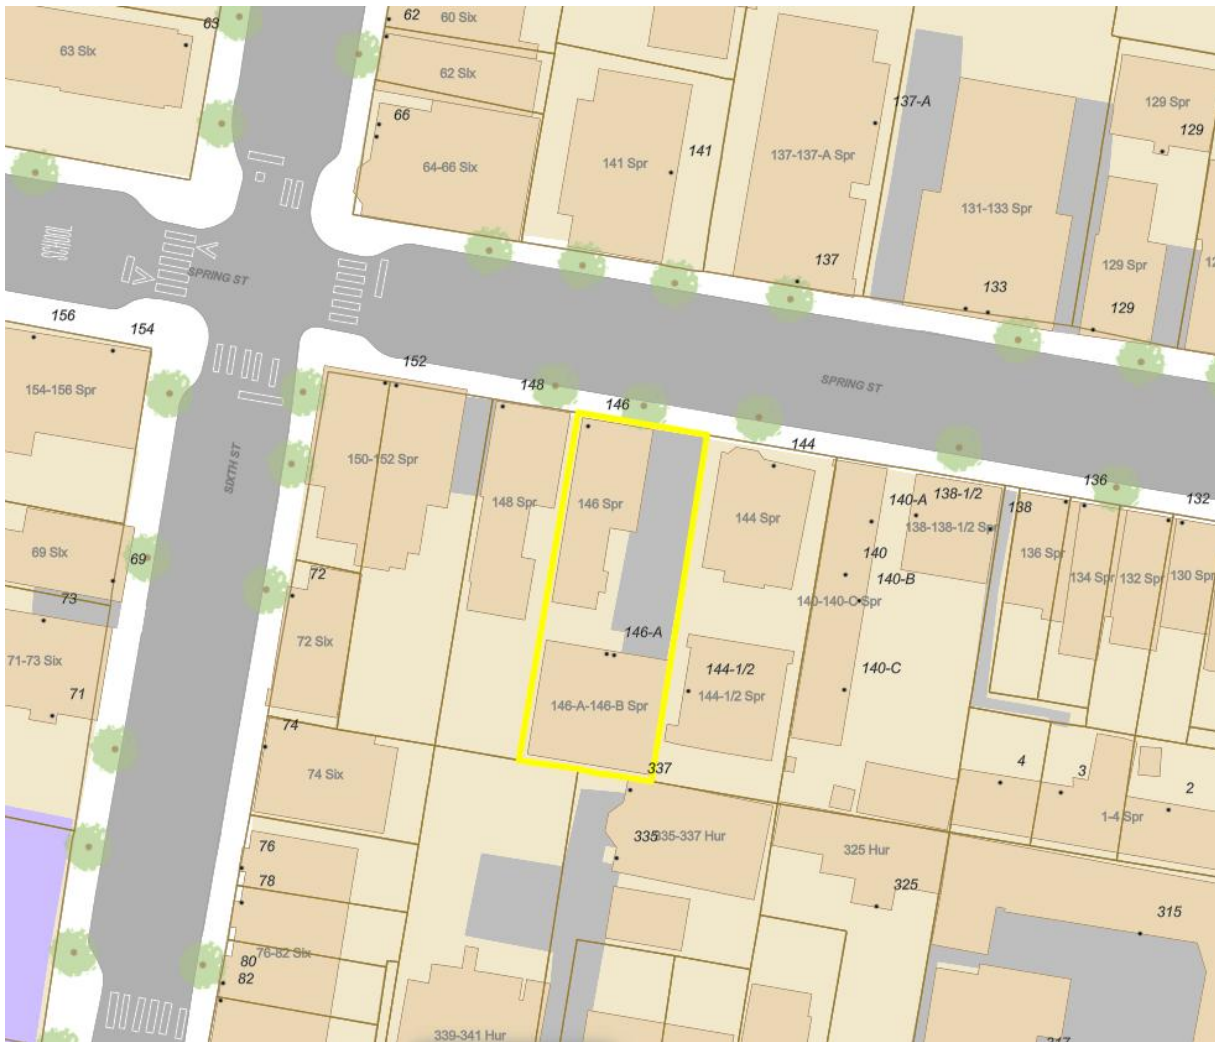 62
60 Six
63
63 Six
129 Spr
62 Six
137-A
66
129
141
137-137-A Spr
141 Spr
64-66 Six
131-133 Spr
SCHOOL
SPRING ST
137
129 Spr
133
156
154
129
152
148
SPRING ST
146
154-156 Spr
144
150-152 Spr
SIXTH ST
136
138-1/2
132
140-A
138
148 Spr
146 Spr
144 Spr
138-138-1/2 Spr
69 Six
69
140
136 Spr
134 Spr
132 Spr
130 Spr
72
140-B
73
140-140-C Spr
72 Six
146-A
71-73 Six
144-1/2
140-C
71
146-A-146-B Spr
144-1/2 Spr
74
337
4
3
2
74 Six
1-4 Spr
335
335-337 Hur
76
325 Hur
78
325
315
76-82 Six
80
82
339-341 Hur